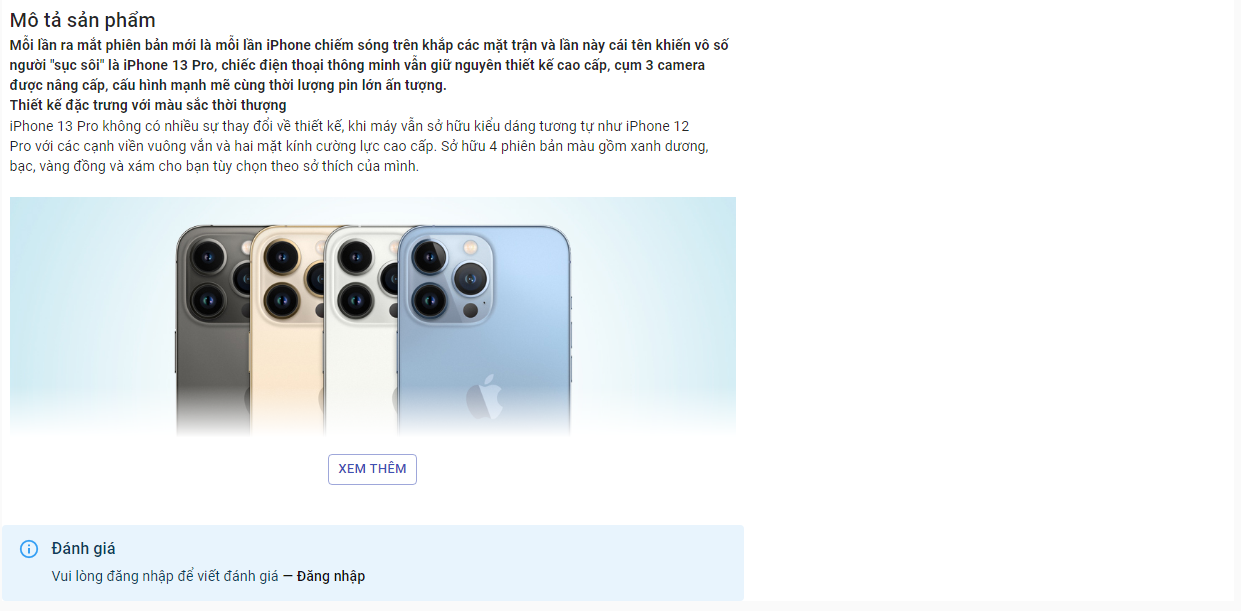 Mô tả sản phẩm
Mỗi lần ra mắt phiên bản mới là mỗi lần iPhone chiếm sóng trên khắp các mặt trận và lần này cái tên khiến vô số
người "sục sôi" là iPhone 13 Pro, chiếc điện thoại thông minh vẫn giữ nguyên thiết kế cao cấp, cụm 3 camera
được nâng cấp, cấu hình mạnh mẽ cùng thời lượng pin lớn ấn tượng.
Thiết kế đặc trưng với màu sắc thời thượng
iPhone 13 Pro không có nhiều sự thay đổi về thiết kế, khi máy vẫn sở hữu kiểu dáng tương tự như iPhone 12
Pro với các cạnh viền vuông vắn và hai mặt kính cường lực cao cấp. Sở hữu 4 phiên bản màu gồm xanh dương,
bạc, vàng đồng và xám cho bạn tùy chọn theo sở thích của mình.
XEM THÊM
Đánh giá
Vui lòng đăng nhập để viết đánh giá — Đăng nhập